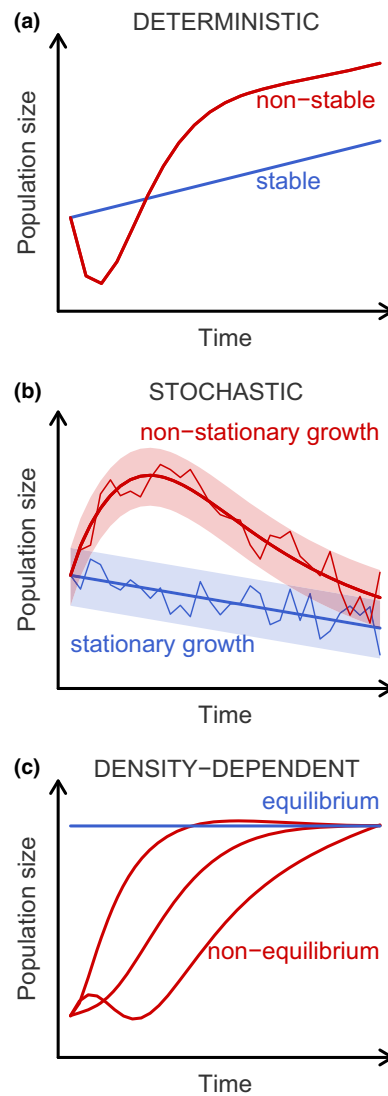 (a) DETERMINISTIC
Population size
non−stable
stable
Time
(b) STOCHASTIC
Population size
non−stationary growth
stationary growth
Time
(c) DENSITY−DEPENDENT
Population size
equilibrium
non−equilibrium
Time